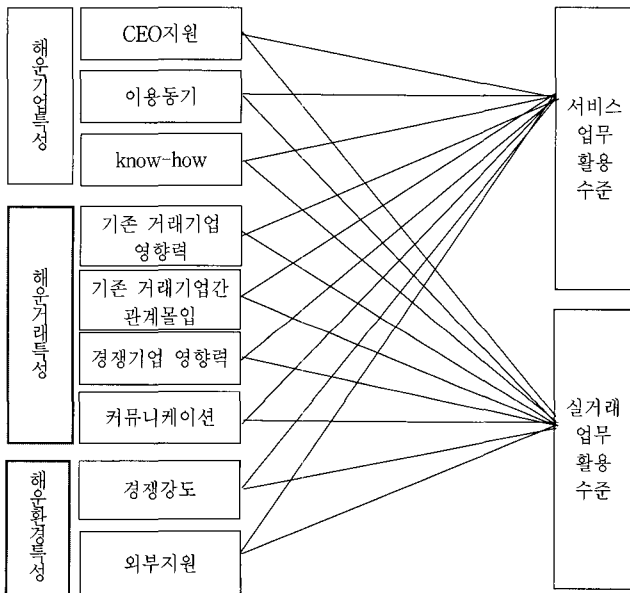 해운기업특성
CEO지원
이용동기
know-how
해운거래특성
기존 거래기업
영향력
기존 거래기업간
관계몰입
경쟁기업 영향력
커뮤니케이션
해운환경특성
경쟁강도
외부지원
서비스
업무
활용
수준
실거래
업무
활용
수준